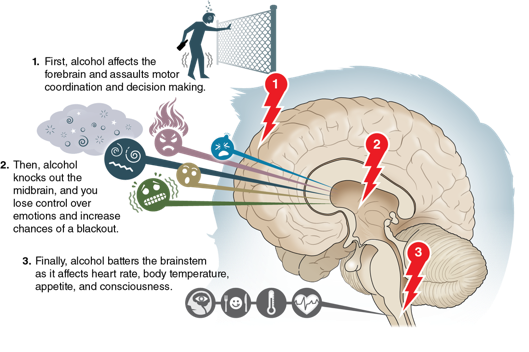 1. First, alcohol affects the
forebrain and assaults motor
coordination and decision making.
1
2
2. Then, alcohol
knocks out the
midbrain, and you
lose control over
emotions and increase
chances of a blackout.
3. Finally, alcohol batters the brainstem
as it affects heart rate, body temperature,
appetite, and consciousness.
3